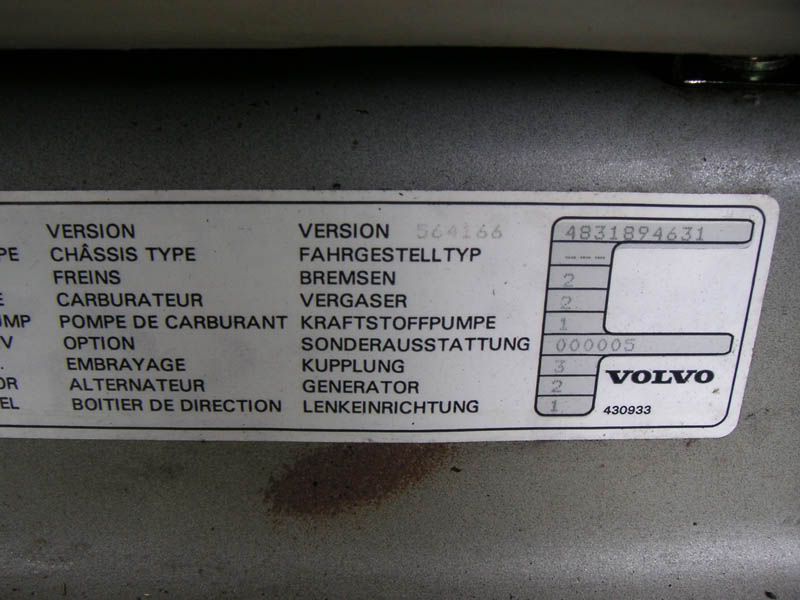 VERSION VERSION 564166 4831894631
PE CHÂSSIS TYPE FAHRGESTELLTYP ---
FREINS BREMSEN 2
E CARBURATEUR VERGASER 2
UMP POMPE DE CARBURANT KRAFTSTOFFPUMPE 1
V OPTION SONDERAUSSTATTUNG 000005
. EMBRAYAGE KUPPLUNG 3
OR ALTERNATEUR GENERATOR 2
EL BOITIER DE DIRECTION LENKEINRICHTUNG 1
VOLVO
430933